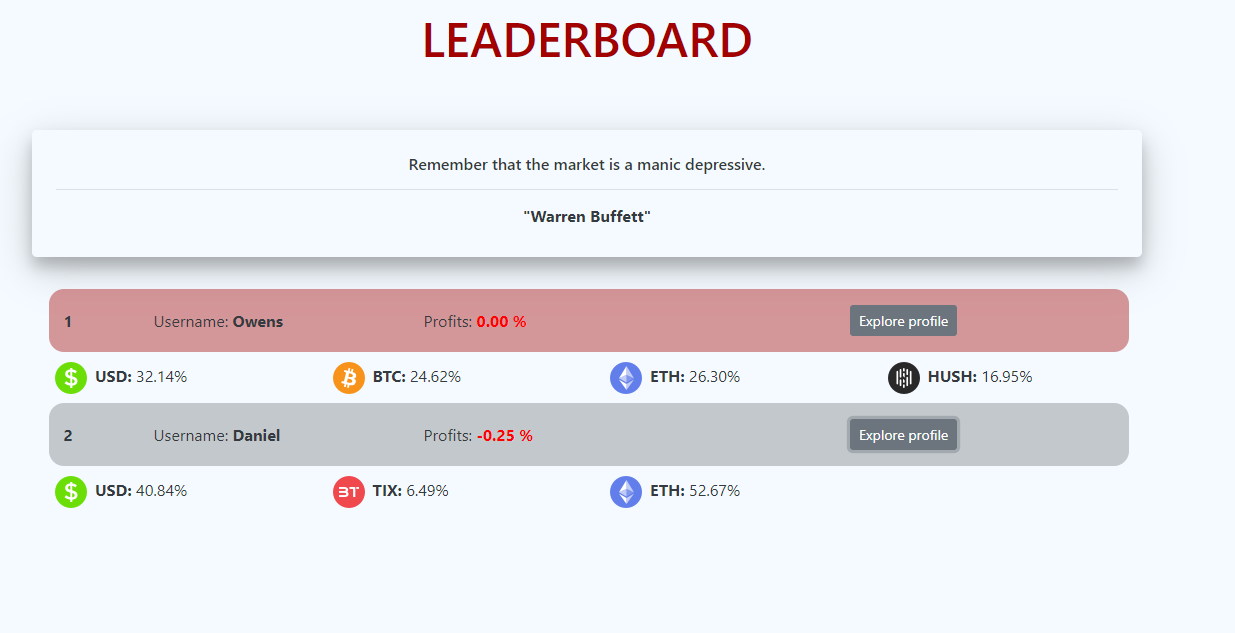 LEADERBOARD
Remember that the market is a manic depressive.
"Warren Buffett"
1 Username: Owens Profits: 0.00 % Explore profile
$ USD: 32.14% BTC: 24.62% ETH: 26.30% HUSH: 16.95%
2 Username: Daniel Profits: -0.25 % Explore profile
$ USD: 40.84% TIX: 6.49% ETH: 52.67%